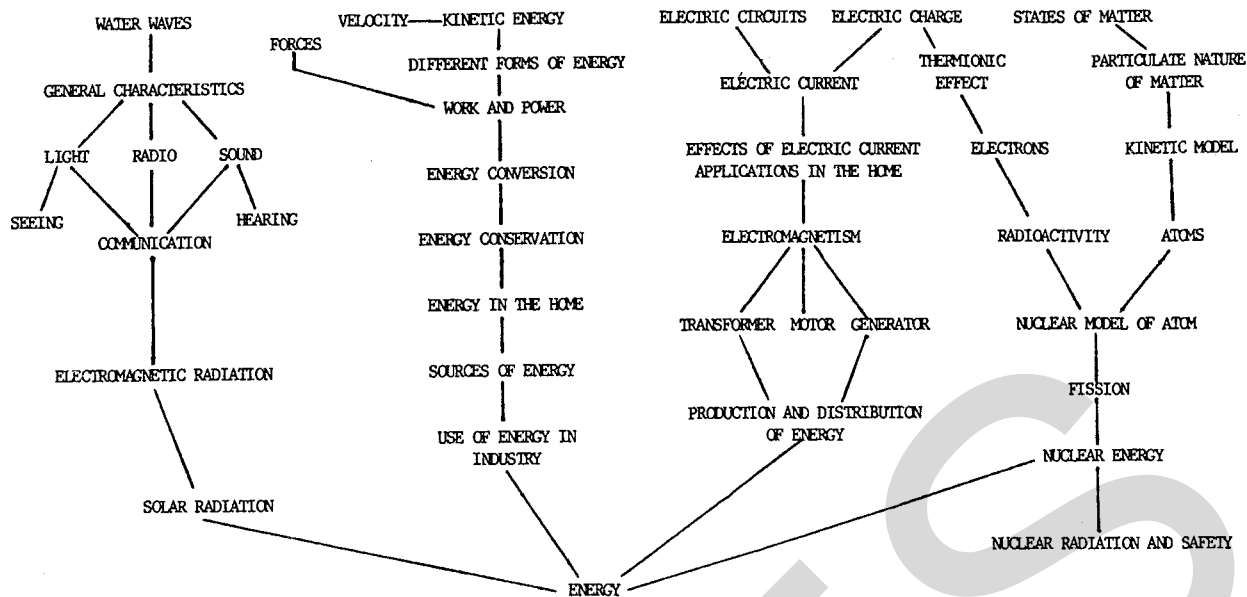 WATER WAVES
GENERAL CHARACTERISTICS
LIGHT RADIO SOUND
SEEING HEARING
COMMUNICATION
ELECTROMAGNETIC RADIATION
SOLAR RADIATION
VELOCITY KINETIC ENERGY
FORCES
DIFFERENT FORMS OF ENERGY
WORK AND POWER
ENERGY CONVERSION
ENERGY CONSERVATION
ENERGY IN THE HOME
SOURCES OF ENERGY
USE OF ENERGY IN
INDUSTRY
ELECTRIC CIRCUITS ELECTRIC CHARGE
ELÉCTRIC CURRENT
EFFECTS OF ELECTRIC CURRENT
APPLICATIONS IN THE HOME
ELECTROMAGNETISM
TRANSFORMER MOTOR GENERATOR
PRODUCTION AND DISTRIBUTION
OF ENERGY
THERMIONIC
EFFECT
ELECTRONS
RADIOACTIVITY
STATES OF MATTER
PARTICULATE NATURE
OF MATTER
KINETIC MODEL
ATOMS
NUCLEAR MODEL OF ATOM
FISSION
NUCLEAR ENERGY
NUCLEAR RADIATION AND SAFETY
ENERGY
S